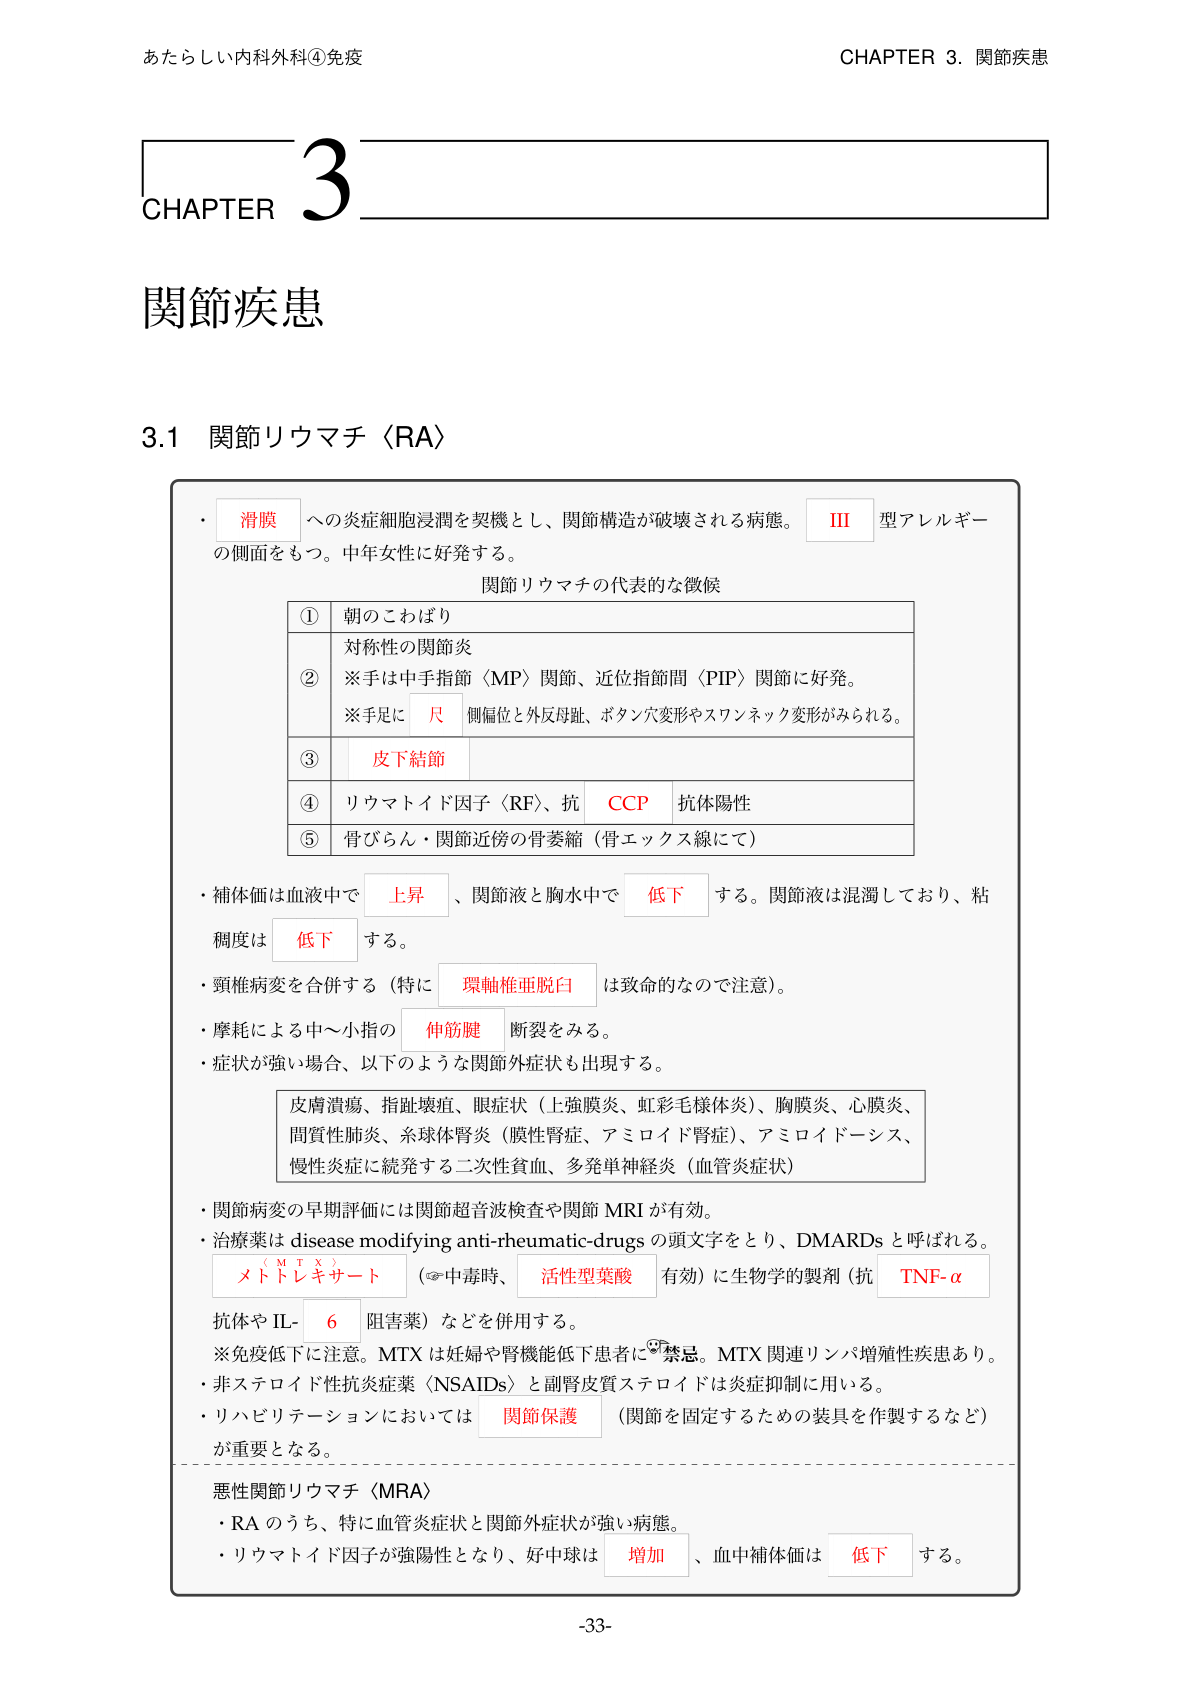 あたらしい内科外科④免疫
CHAPTER 3. 関節疾患
CHAPTER 3
関節疾患
3.1 関節リウマチ〈RA〉
・ 滑膜 への炎症細胞浸潤を契機とし、関節構造が破壊される病態。 III 型アレルギー
の側面をもつ。中年女性に好発する。
関節リウマチの代表的な徴候
① 朝のこわばり
対称性の関節炎
② ※手は中手指節〈MP〉関節、近位指節間〈PIP〉関節に好発。
※手足に 尺 側偏位と外反母趾、ボタン穴変形やスワンネック変形がみられる。
③ 皮下結節
④ リウマトイド因子〈RF〉、抗 CCP 抗体陽性
⑤ 骨びらん・関節近傍の骨萎縮（骨エックス線にて）
・補体価は血液中で 上昇 、関節液と胸水中で 低下 する。関節液は混濁しており、粘
稠度は 低下 する。
・頸椎病変を合併する（特に 環軸椎亜脱臼 は致命的なので注意）。
・摩耗による中〜小指の 伸筋腱 断裂をみる。
・症状が強い場合、以下のような関節外症状も出現する。
皮膚潰瘍、指趾壊疽、眼症状（上強膜炎、虹彩毛様体炎）、胸膜炎、心膜炎、
間質性肺炎、糸球体腎炎（膜性腎症、アミロイド腎症）、アミロイドーシス、
慢性炎症に続発する二次性貧血、多発単神経炎（血管炎症状）
・関節病変の早期評価には関節超音波検査や関節 MRI が有効。
・治療薬は disease modifying anti-rheumatic-drugs の頭文字をとり、DMARDs と呼ばれる。
〈MTX〉
メトトレキサート （☞中毒時、 活性型葉酸 有効）に生物学的製剤（抗 TNF-α
抗体や IL- 6 阻害薬）などを併用する。
※免疫低下に注意。MTX は妊婦や腎機能低下患者に禁忌。MTX 関連リンパ増殖性疾患あり。
・非ステロイド性抗炎症薬〈NSAIDs〉と副腎皮質ステロイドは炎症抑制に用いる。
・リハビリテーションにおいては 関節保護 （関節を固定するための装具を作製するなど）
が重要となる。
悪性関節リウマチ〈MRA〉
・RA のうち、特に血管炎症状と関節外症状が強い病態。
・リウマトイド因子が強陽性となり、好中球は 増加 、血中補体価は 低下 する。
-33-